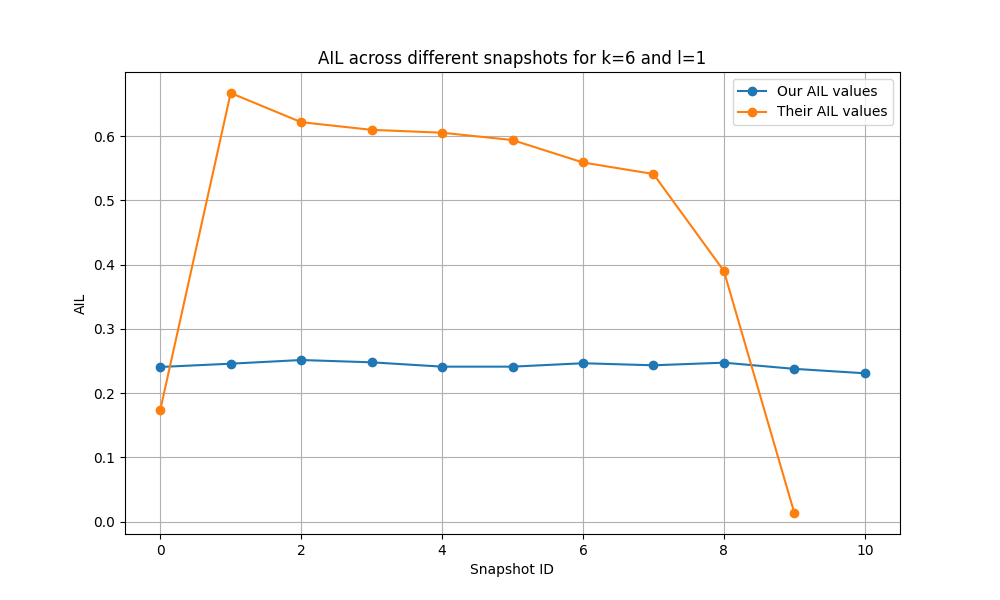 AIL across different snapshots for k=6 and l=1
Our AIL values
Their AIL values
AIL
0.6
0.5
0.4
0.3
0.2
0.1
0.0
0 2 4 6 8 10
Snapshot ID